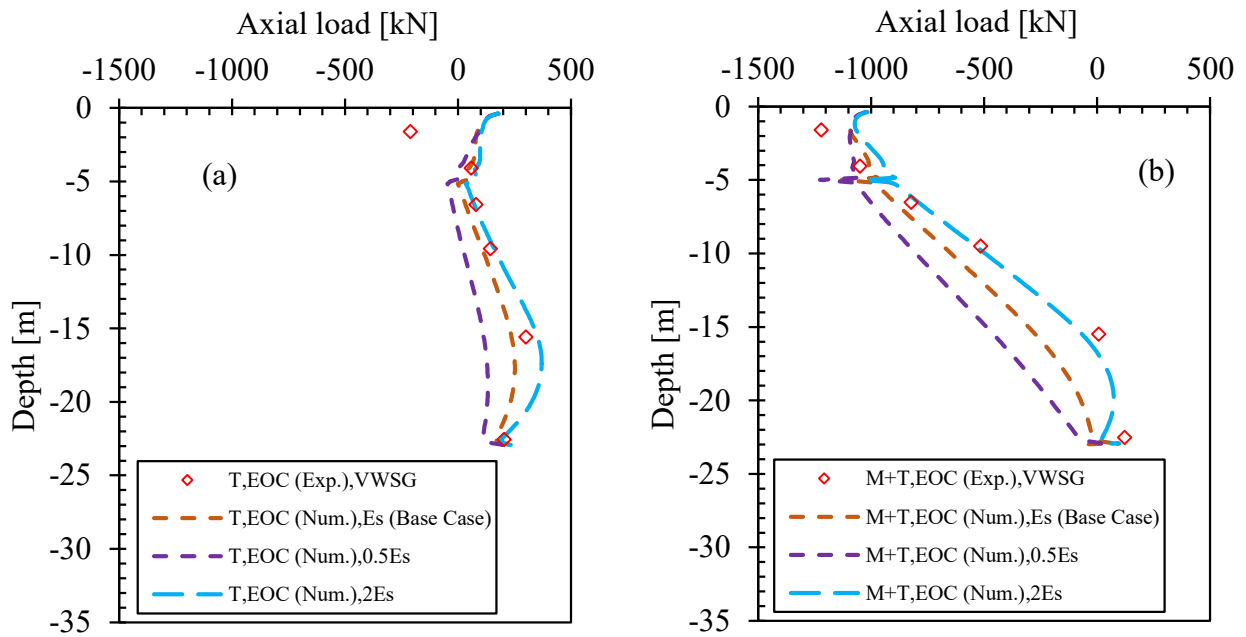 Axial load [kN]
-1500 -1000 -500 0 500
0
-5
-10
-15
-20
-25
-30
-35
Depth [m]
(a)
T,EOC (Exp.),VWSG
T,EOC (Num.),Es (Base Case)
T,EOC (Num.),0.5Es
T,EOC (Num.),2Es
Axial load [kN]
-1500 -1000 -500 0 500
0
-5
-10
-15
-20
-25
-30
-35
Depth [m]
(b)
M+T,EOC (Exp.),VWSG
M+T,EOC (Num.),Es (Base Case)
M+T,EOC (Num.),0.5Es
M+T,EOC (Num.),2Es